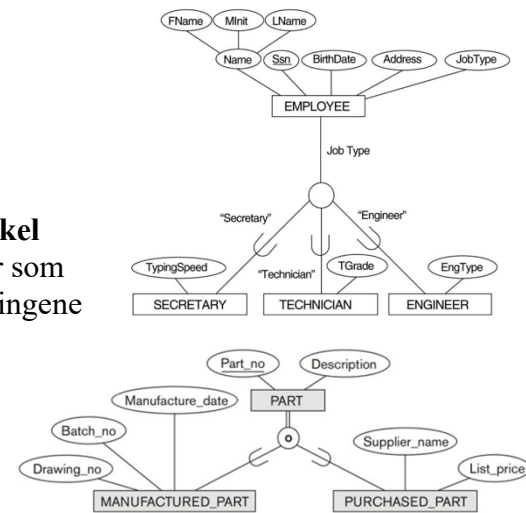 FName MInit LName
Name Ssn BirthDate Address JobType
EMPLOYEE
Job Type
"Secretary"
"Engineer"
"Technician"
TypingSpeed
TGrade
EngType
SECRETARY
TECHNICIAN
ENGINEER
kel
som
ingene
Part_no
Description
PART
Manufacture_date
Batch_no
Drawing_no
o
Supplier_name
List_price
MANUFACTURED_PART
PURCHASED_PART